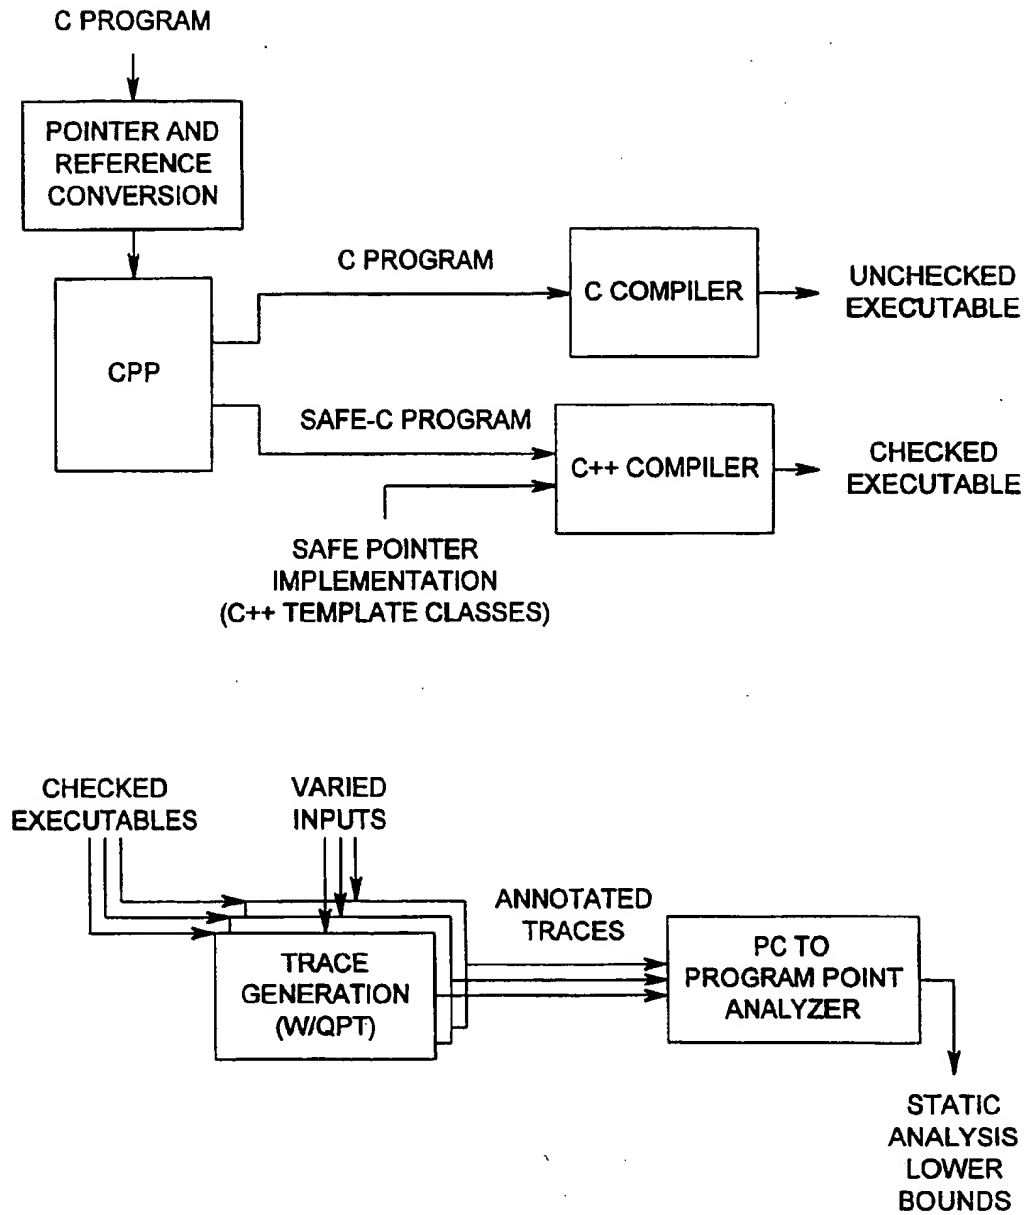 C PROGRAM
POINTER AND
REFERENCE
CONVERSION
CPP
C PROGRAM
C COMPILER
UNCHECKED
EXECUTABLE
SAFE-C PROGRAM
C++ COMPILER
CHECKED
EXECUTABLE
SAFE POINTER
IMPLEMENTATION
(C++ TEMPLATE CLASSES)
CHECKED
EXECUTABLES
VARIED
INPUTS
TRACE
GENERATION
(W/QPT)
ANNOTATED
TRACES
PC TO
PROGRAM POINT
ANALYZER
STATIC
ANALYSIS
LOWER
BOUNDS